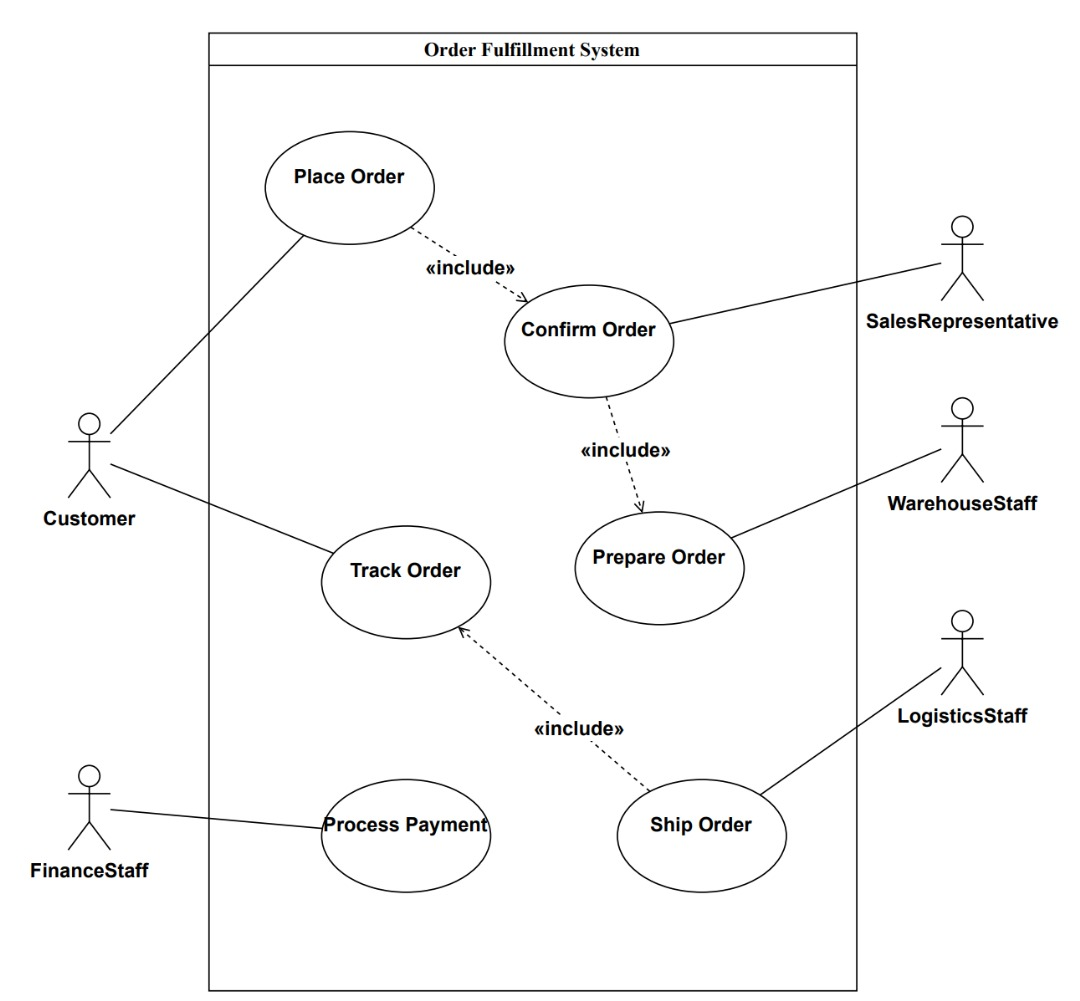 Order Fulfillment System
Place Order
«include»
Confirm Order
SalesRepresentative
«include»
WarehouseStaff
Customer
Prepare Order
Track Order
LogisticsStaff
«include»
Process Payment
Ship Order
FinanceStaff